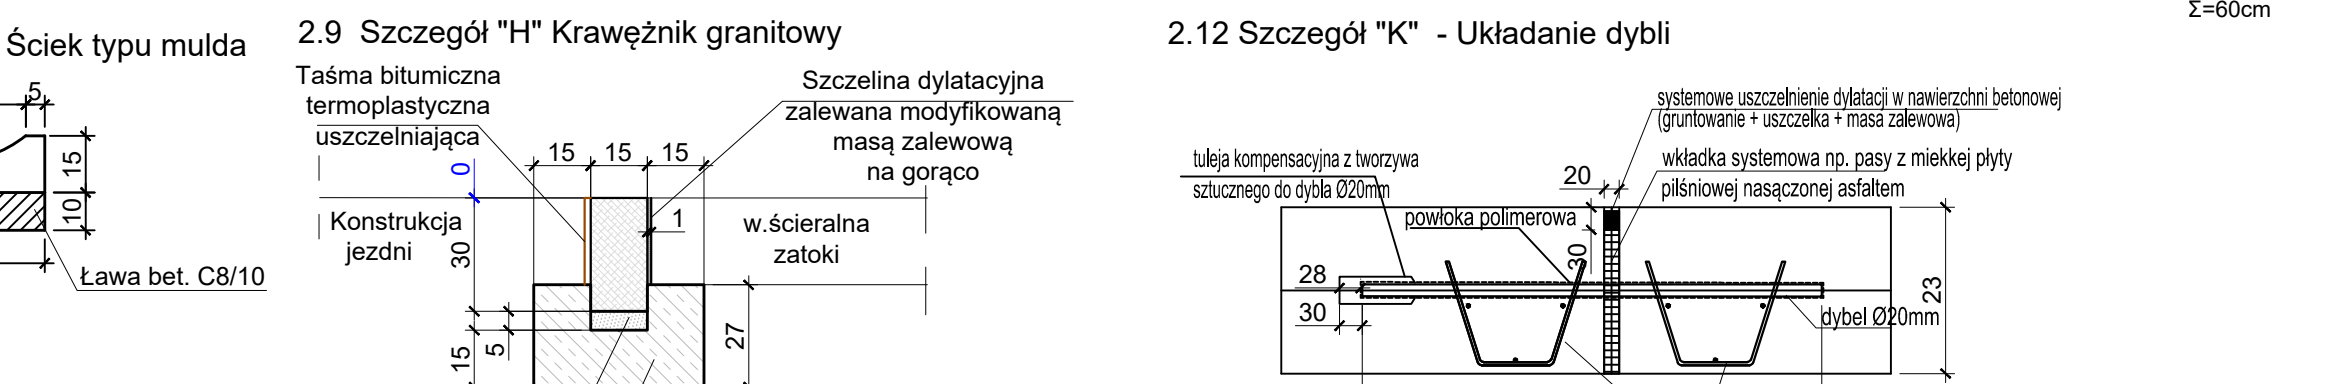 Σ=60cm
Ściek typu mulda
5
15
10
Ława bet. C8/10
2.9 Szczegół "H" Krawężnik granitowy
Taśma bitumiczna
termoplastyczna
uszczelniająca
Szczelina dylatacyjna
zalewana modyfikowaną
masą zalewową
na gorąco
15 15 15
0
Konstrukcja
jezdni
30
1
w.ścieralna
zatoki
5
15
27
2.12 Szczegół "K" - Układanie dybli
systemowe uszczelnienie dylatacji w nawierzchni betonowej
(gruntowanie + uszczelka + masa zalewowa)
tuleja kompensacyjna z tworzywa
sztucznego do dybla Ø20mm
wkładka systemowa np. pasy z miekkej płyty
pilśniowej nasączonej asfaltem
20
powłoka polimerowa
30
28
30
23
dybel Ø20mm